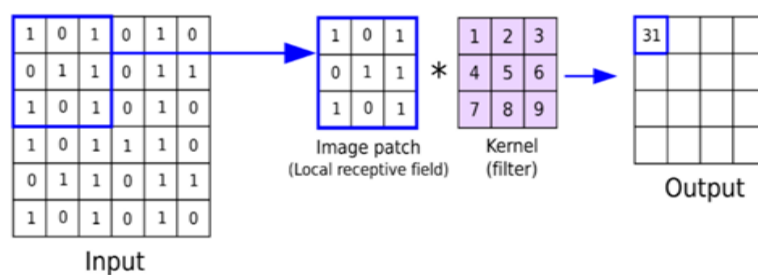 1 0 1 0 1 0
0 1 1 0 1 1
1 0 1 0 1 0
1 0 1 1 1 0
0 1 1 0 1 1
1 0 1 0 1 0
Input
1 0 1
0 1 1
1 0 1
Image patch
(Local receptive field)
*
1 2 3
4 5 6
7 8 9
Kernel
(filter)
31
Output